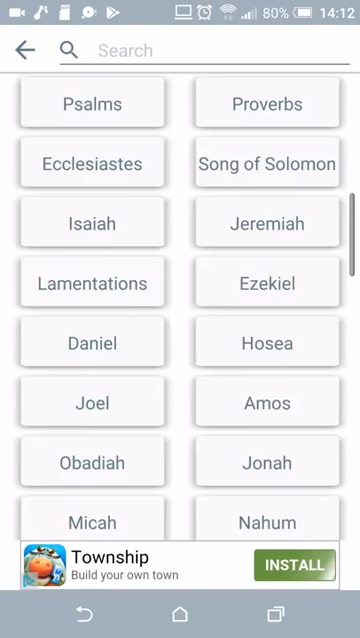 80% 14:12
Search
Psalms Proverbs
Ecclesiastes Song of Solomon
Isaiah Jeremiah
Lamentations Ezekiel
Daniel Hosea
Joel Amos
Obadiah Jonah
Micah Nahum
Township
Build your own town
INSTALL